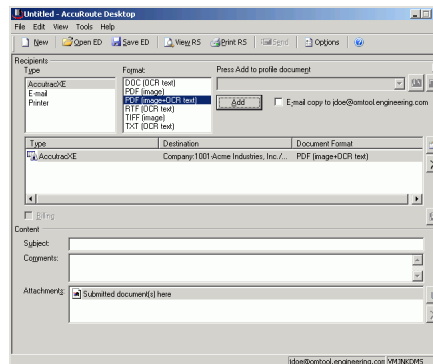 Untitled - AccuRoute Desktop
File Edit View Tools Help
New Open ED Save ED View RS Print RS Send Options
Recipients
Type Format: Press Add to profile document
AccutracXE
E-mail
Printer
DOC (OCR text)
PDF (image)
PDF (image+OCR text)
RTF (OCR text)
TIFF (image)
TXT (OCR text)
Add E-mail copy to jdoe@omtool.engineering.com
Type Destination Document Format
AccutracXE Company:1001-Acme Industries, Inc./... PDF (image+OCR text)
Billing
Content
Subject:
Comments:
Attachments: Submitted document(s) here
jdoe@omtool.engineering.com VMJNKDMS